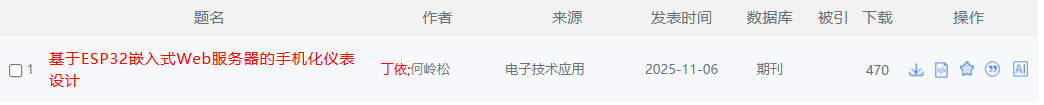 题名 作者 来源 发表时间 数据库 被引 下载 操作
1 基于ESP32嵌入式Web服务器的手机化仪表设计 丁依;何岭松 电子技术应用 2025-11-06 期刊 470 AI